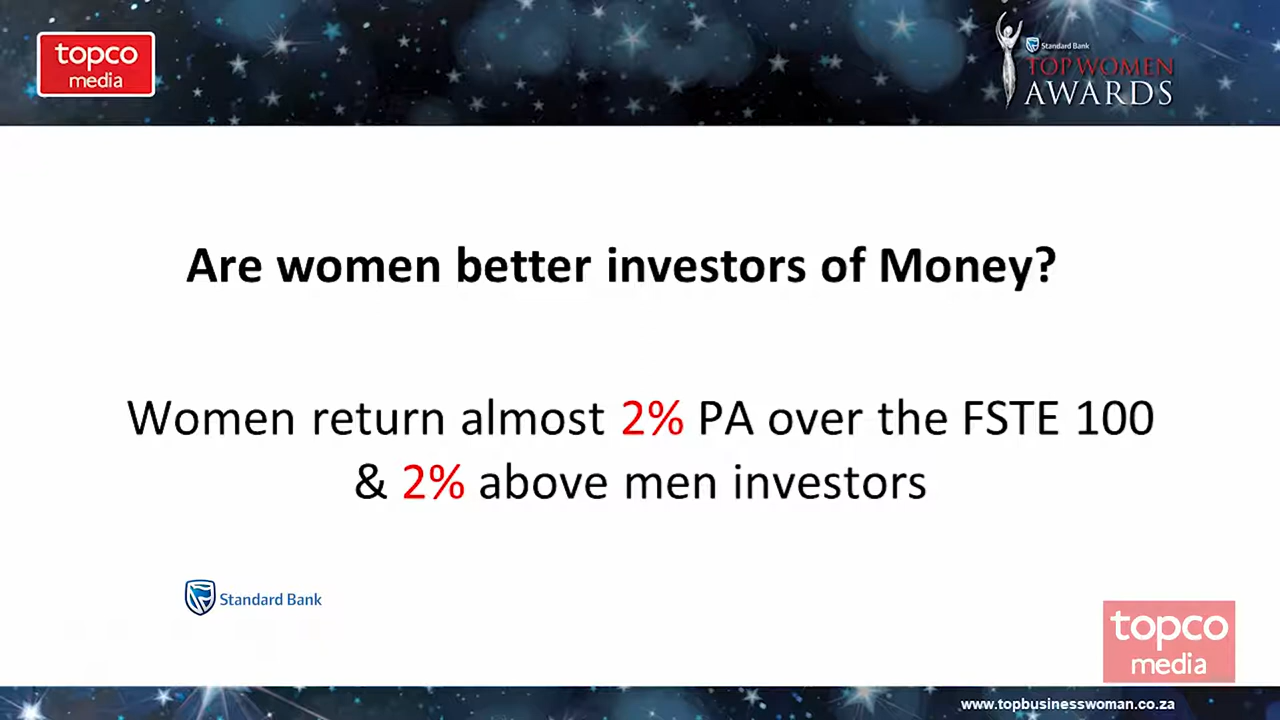 topco
media
Standard Bank
TOP WOMEN
AWARDS
Are women better investors of Money?
Women return almost 2% PA over the FSTE 100
& 2% above men investors
Standard Bank
topco
media
www.topbusinesswoman.co.za